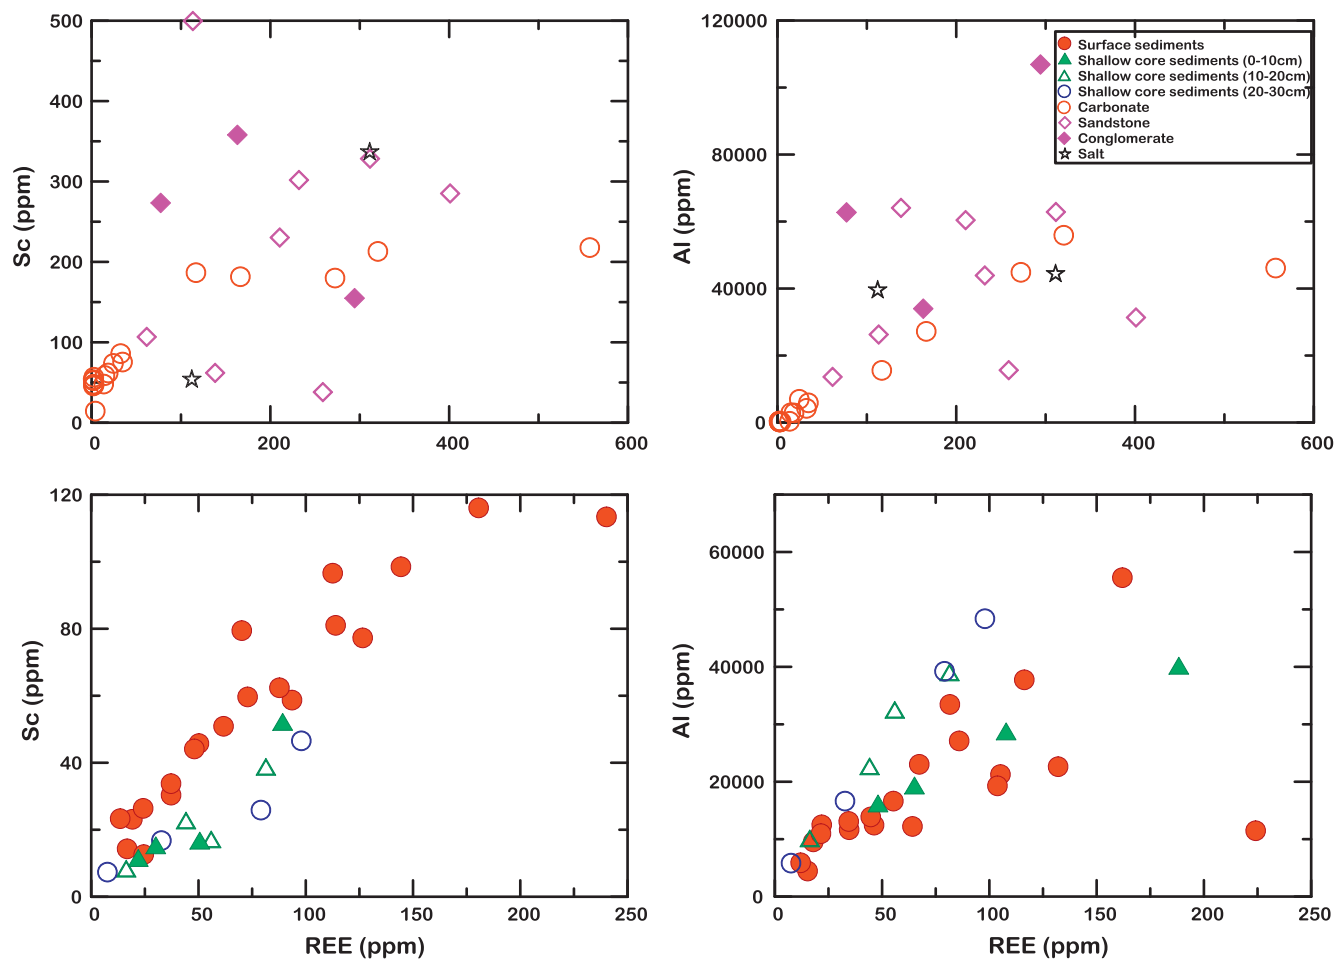 500
400
300
200
100
0
Sc (ppm)
0
200
400
600
120000
80000
40000
0
Al (ppm)
0
200
400
600
Surface sediments
Shallow core sediments (0-10cm)
Shallow core sediments (10-20cm)
Shallow core sediments (20-30cm)
Carbonate
Sandstone
Conglomerate
Salt
120
80
40
0
Sc (ppm)
0
50
100
150
200
250
REE (ppm)
60000
40000
20000
0
Al (ppm)
0
50
100
150
200
250
REE (ppm)